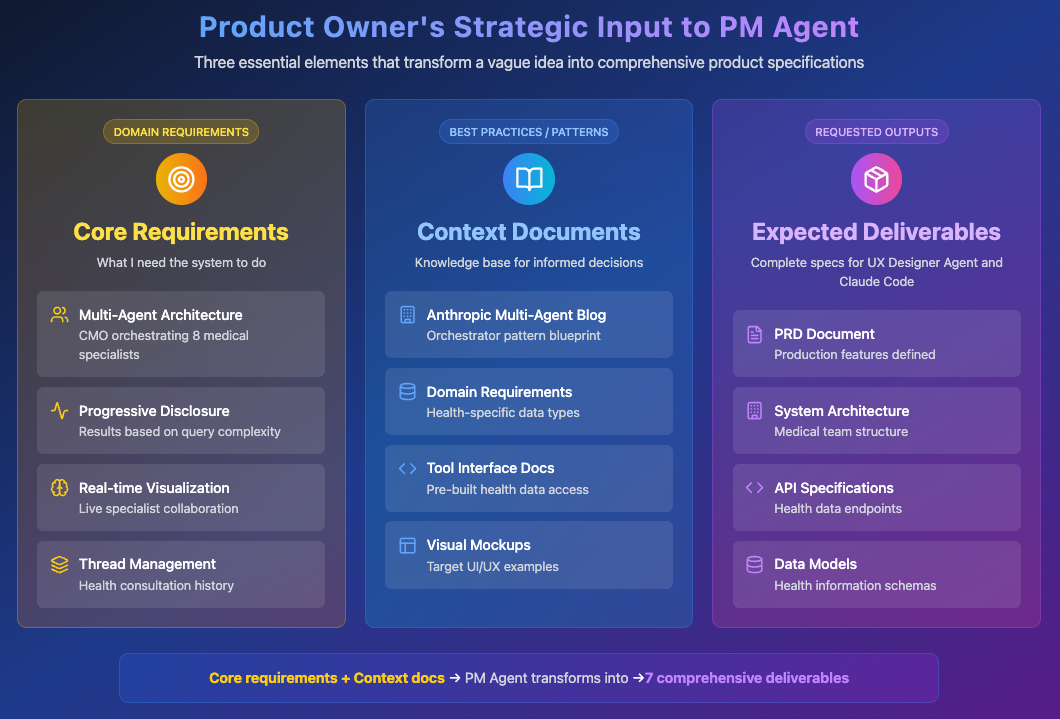 Product Owner's Strategic Input to PM Agent
Three essential elements that transform a vague idea into comprehensive product specifications
DOMAIN REQUIREMENTS
Core Requirements
What I need the system to do
Multi-Agent Architecture
CMO orchestrating 8 medical
specialists
Progressive Disclosure
Results based on query complexity
Real-time Visualization
Live specialist collaboration
Thread Management
Health consultation history
BEST PRACTICES / PATTERNS
Context Documents
Knowledge base for informed decisions
Anthropic Multi-Agent Blog
Orchestrator pattern blueprint
Domain Requirements
Health-specific data types
Tool Interface Docs
Pre-built health data access
Visual Mockups
Target UI/UX examples
REQUESTED OUTPUTS
Expected Deliverables
Complete specs for UX Designer Agent and
Claude Code
PRD Document
Production features defined
System Architecture
Medical team structure
API Specifications
Health data endpoints
Data Models
Health information schemas
Core requirements + Context docs → PM Agent transforms into →7 comprehensive deliverables